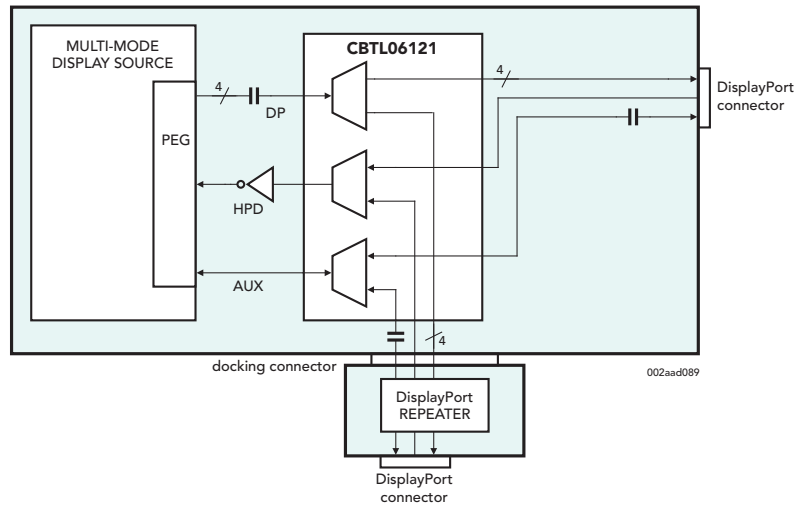 MULTI-MODE
DISPLAY SOURCE
CBTL06121
4
DP
4
DisplayPort
connector
PEG
HPD
AUX
4
docking connector
002aad089
DisplayPort
REPEATER
DisplayPort
connector